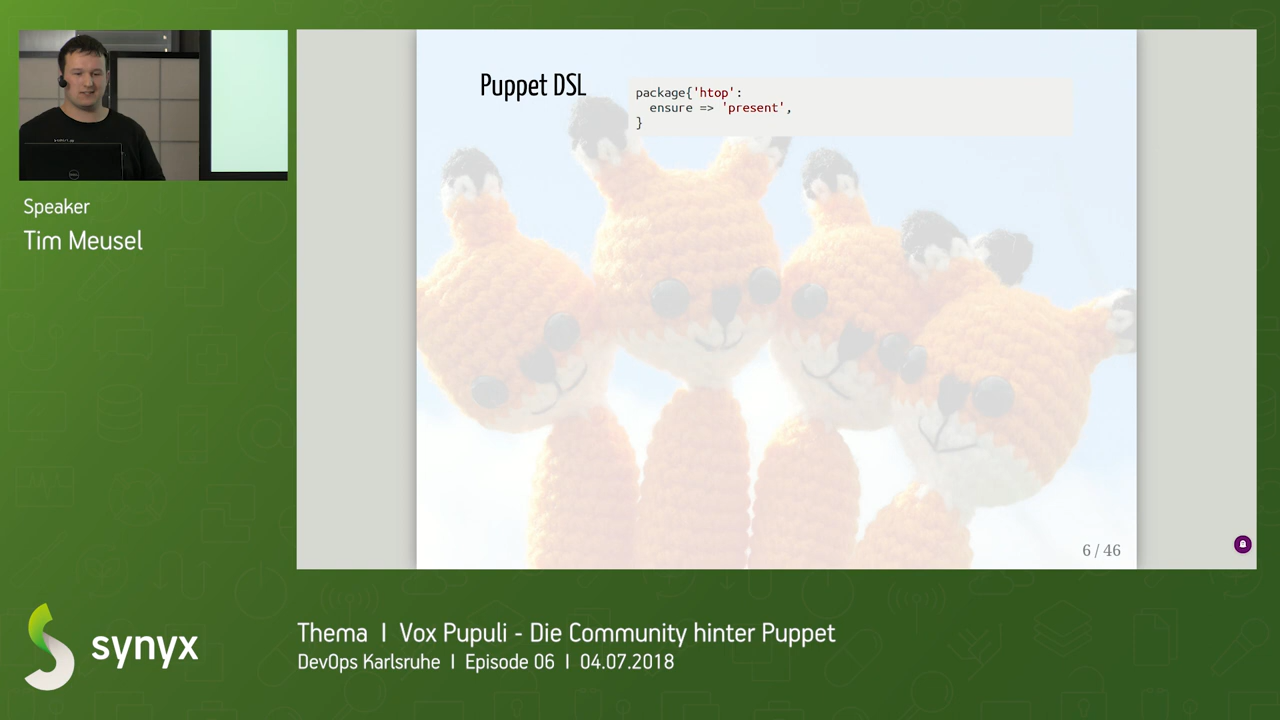 Speaker
Tim Meusel
Puppet DSL
package{'htop':
  ensure => 'present',
}
6 / 46
synyx
Thema I Vox Pupuli - Die Community hinter Puppet
DevOps Karlsruhe I Episode 06 I 04.07.2018